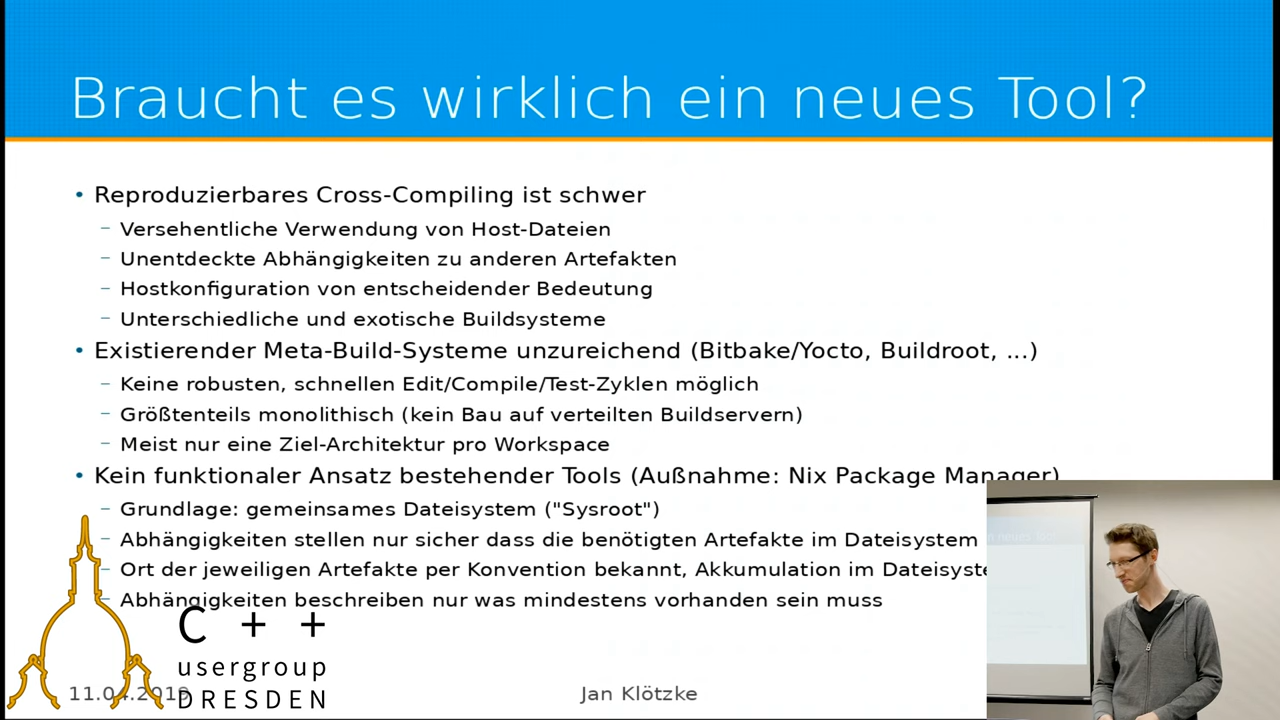 Braucht es wirklich ein neues Tool?
• Reproduzierbares Cross-Compiling ist schwer
– Versehentliche Verwendung von Host-Dateien
– Unentdeckte Abhängigkeiten zu anderen Artefakten
– Hostkonfiguration von entscheidender Bedeutung
– Unterschiedliche und exotische Buildsysteme
• Existierender Meta-Build-Systeme unzureichend (Bitbake/Yocto, Buildroot, ...)
– Keine robusten, schnellen Edit/Compile/Test-Zyklen möglich
– Größtenteils monolithisch (kein Bau auf verteilten Buildservern)
– Meist nur eine Ziel-Architektur pro Workspace
• Kein funktionaler Ansatz bestehender Tools (Außnahme: Nix Package Manager)
– Grundlage: gemeinsames Dateisystem ("Sysroot")
– Abhängigkeiten stellen nur sicher dass die benötigten Artefakte im Dateisystem
– Ort der jeweiligen Artefakte per Konvention bekannt, Akkumulation im Dateisyste
– Abhängigkeiten beschreiben nur was mindestens vorhanden sein muss
C + +
usergroup
DRESDEN
11.04.2019
Jan Klötzke